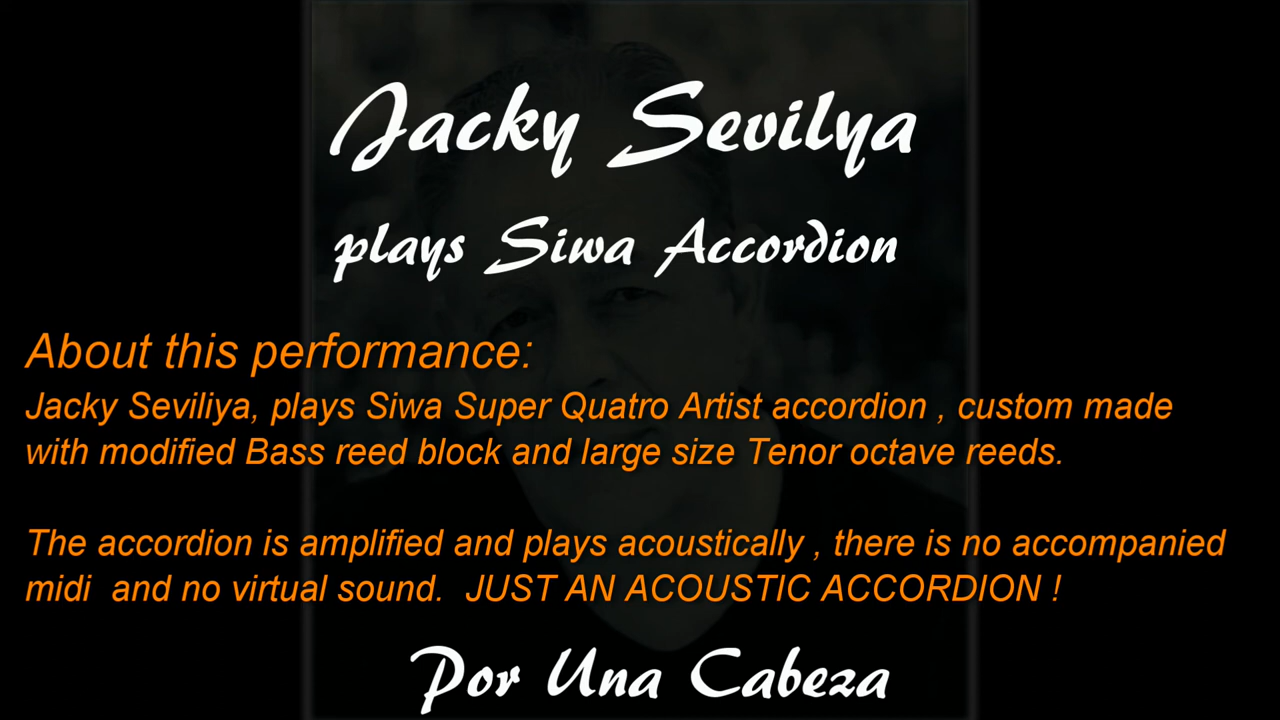 Jacky Sevilya
plays Siwa Accordion
About this performance:
Jacky Seviliya, plays Siwa Super Quatro Artist accordion , custom made
with modified Bass reed block and large size Tenor octave reeds.
The accordion is amplified and plays acoustically , there is no accompanied
midi  and no virtual sound.  JUST AN ACOUSTIC ACCORDION !
Por Una Cabeza